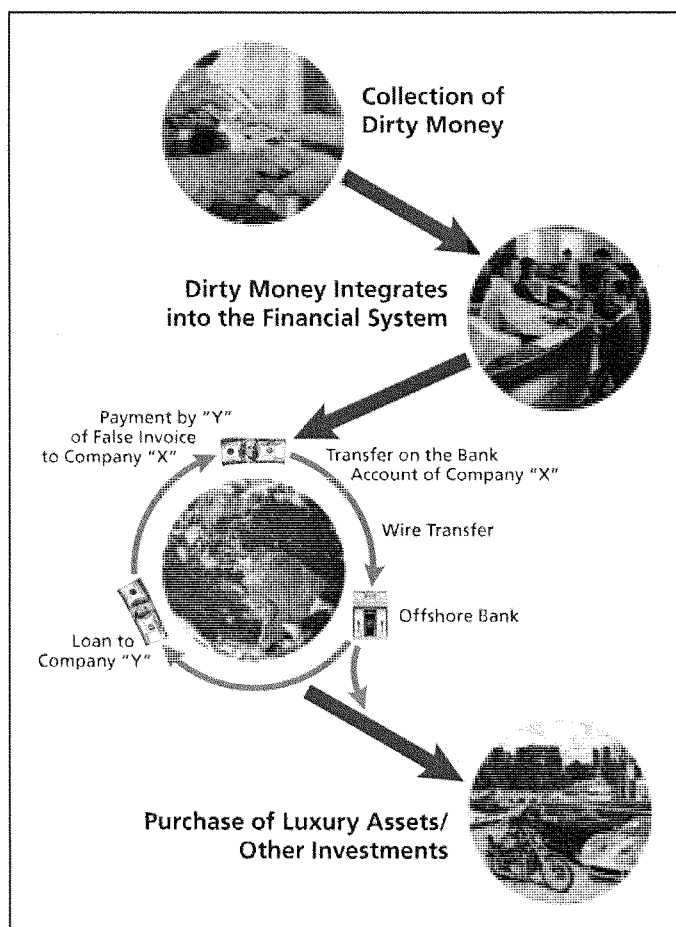 Collection of
Dirty Money
Dirty Money Integrates
into the Financial System
Payment by "Y"
of False Invoice
to Company "X"
Transfer on the Bank
Account of Company "X"
Wire Transfer
Offshore Bank
Loan to
Company "Y"
Purchase of Luxury Assets/
Other Investments